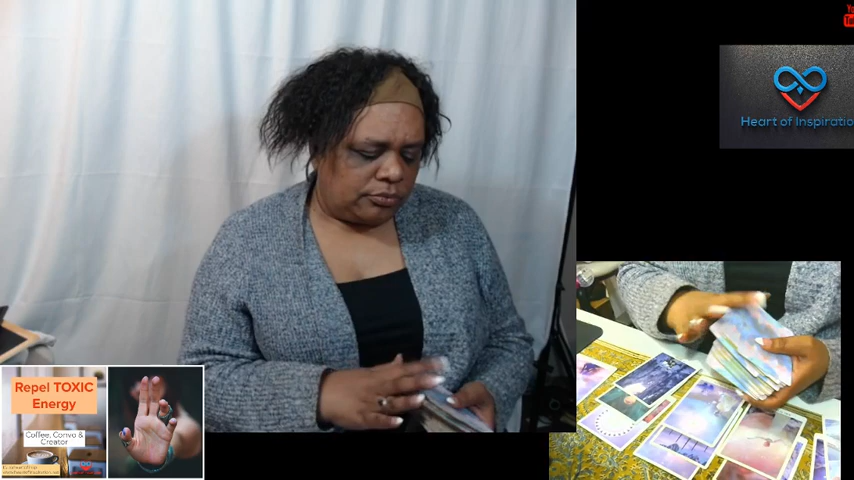 Heart of Inspiratio
Repel TOXIC
Energy
Coffee, Convo &
Creator